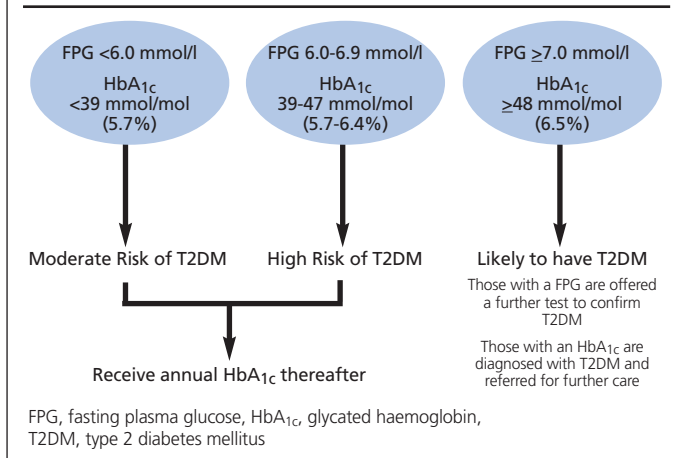 FPG <6.0 mmol/l
HbA1c
<39 mmol/mol
(5.7%)
FPG 6.0-6.9 mmol/l
HbA1c
39-47 mmol/mol
(5.7-6.4%)
FPG ≥7.0 mmol/l
HbA1c
≥48 mmol/mol
(6.5%)
Moderate Risk of T2DM
High Risk of T2DM
Likely to have T2DM
Those with a FPG are offered
a further test to confirm
T2DM
Those with an HbA1c are
diagnosed with T2DM and
referred for further care
Receive annual HbA1c thereafter
FPG, fasting plasma glucose, HbA1c, glycated haemoglobin,
T2DM, type 2 diabetes mellitus